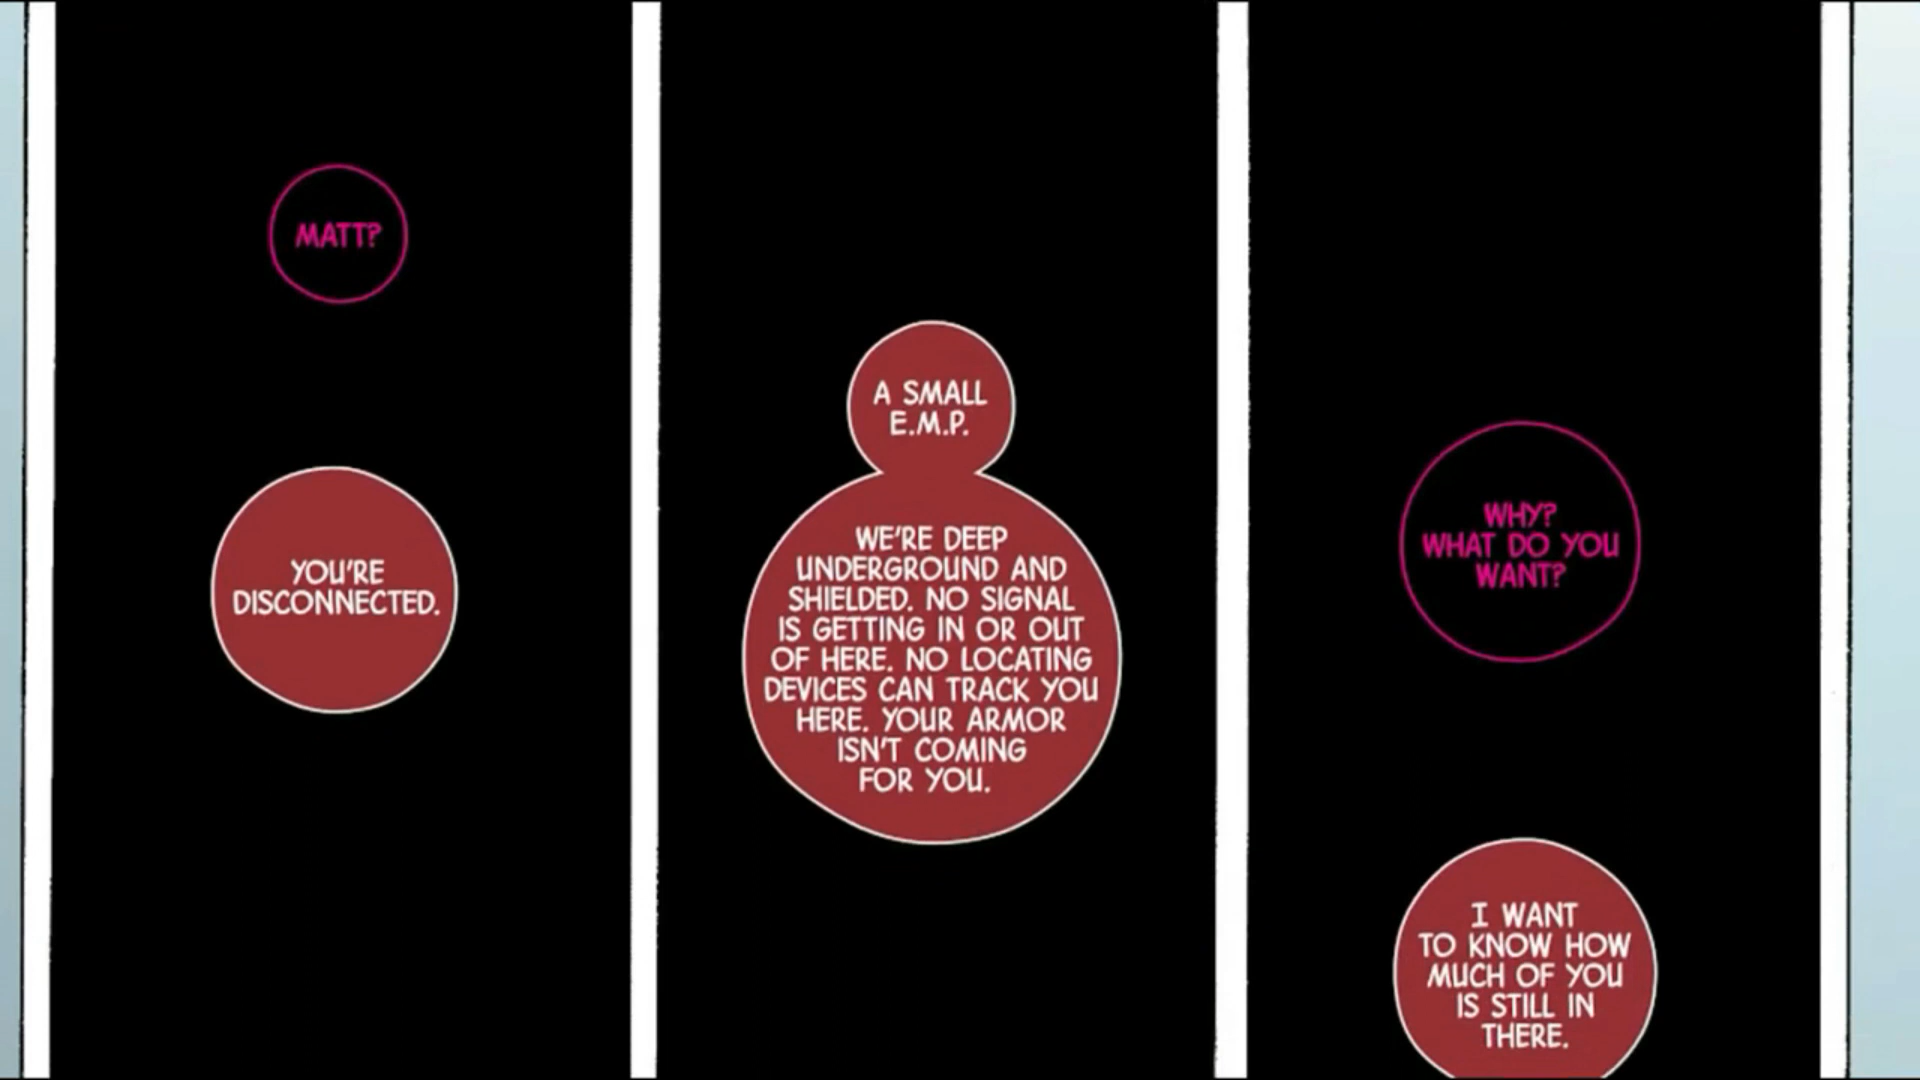 MATT?
YOU'RE
DISCONNECTED.
A SMALL
E.M.P.
WE'RE DEEP
UNDERGROUND AND
SHIELDED. NO SIGNAL
IS GETTING IN OR OUT
OF HERE. NO LOCATING
DEVICES CAN TRACK YOU
HERE. YOUR ARMOR
ISN'T COMING
FOR YOU.
WHY?
WHAT DO YOU
WANT?
I WANT
TO KNOW HOW
MUCH OF YOU
IS STILL IN
THERE.